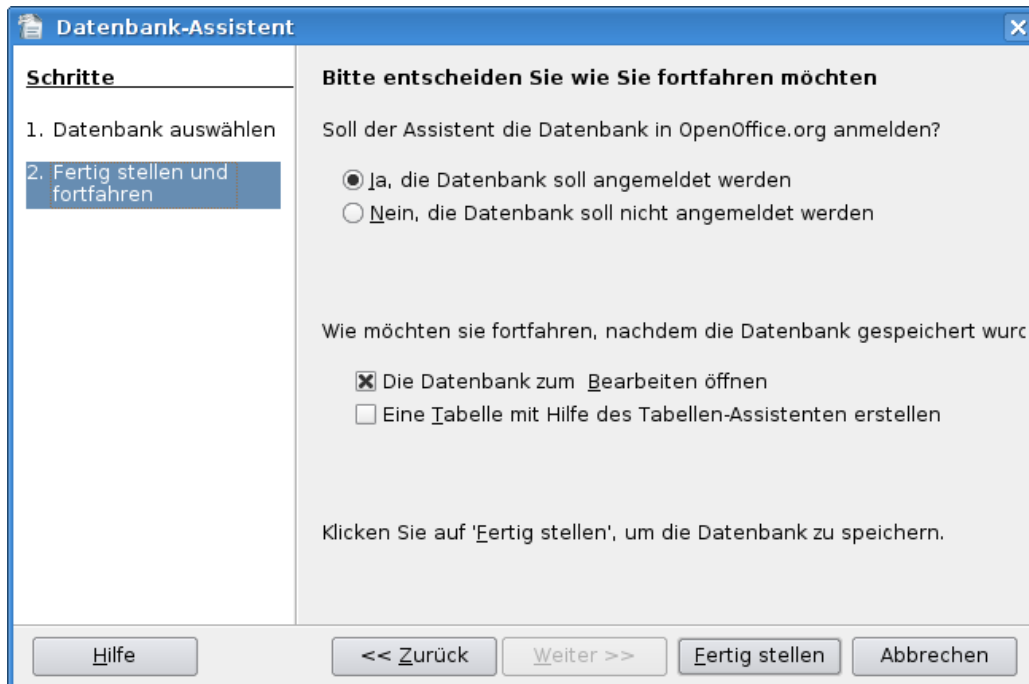 Datenbank-Assistent
Schritte
1. Datenbank auswählen
2. Fertig stellen und
fortfahren
Bitte entscheiden Sie wie Sie fortfahren möchten
Soll der Assistent die Datenbank in OpenOffice.org anmelden?
Ja, die Datenbank soll angemeldet werden
Nein, die Datenbank soll nicht angemeldet werden
Wie möchten sie fortfahren, nachdem die Datenbank gespeichert
Die Datenbank zum Bearbeiten öffnen
Eine Tabelle mit Hilfe des Tabellen-Assistenten erstellen
Klicken Sie auf 'Fertig stellen', um die Datenbank zu speichern.
Hilfe
<< Zurück
Weiter >>
Fertig stellen
Abbrechen